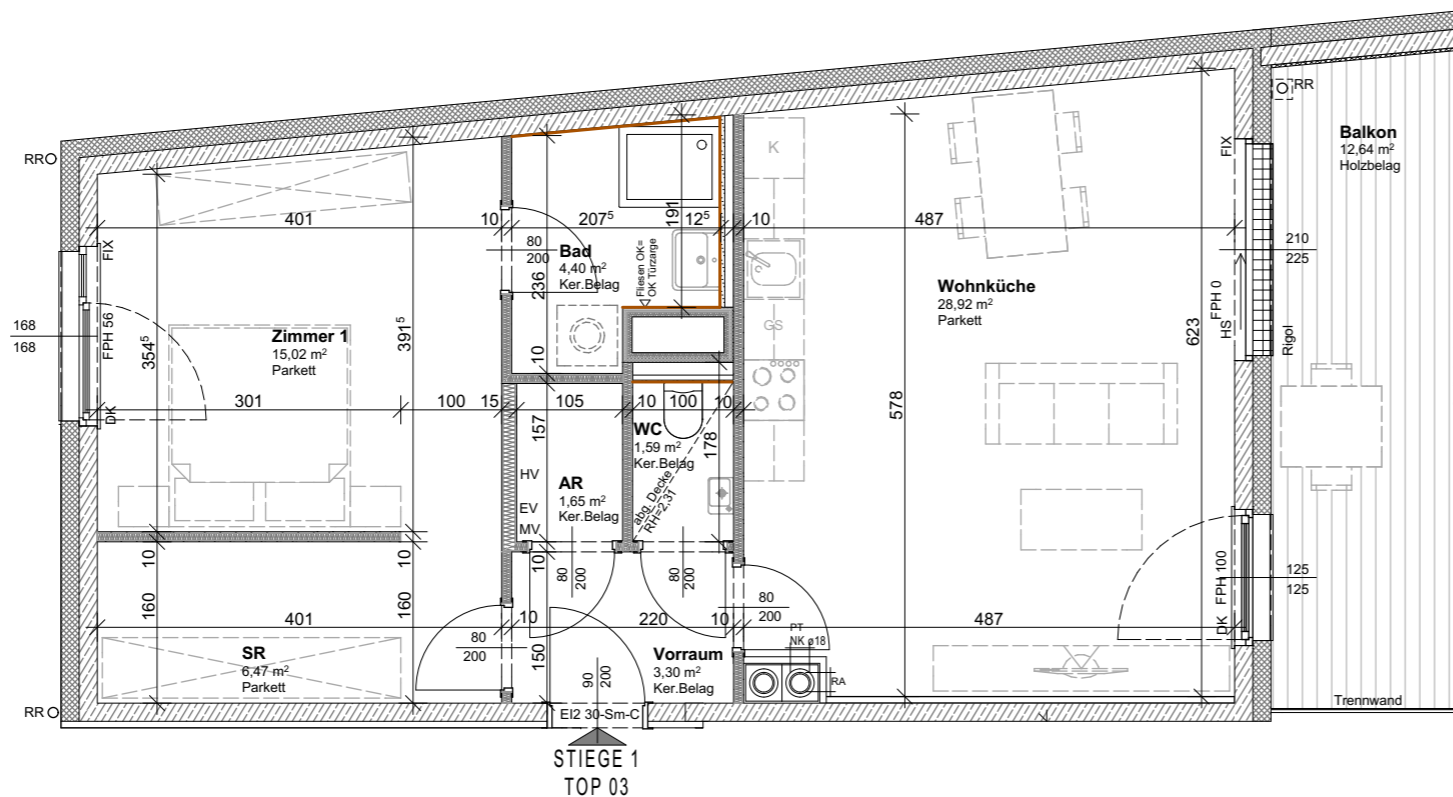 RR
Balkon
12,64 m²
Holzbelag
RR
K
FIX
401
10
207⁵
191
12⁵
10
487
80
200
Bad
4,40 m²
Ker.Belag
236
Fliesen OK=
OK Türzarge
FIX
210
225
FPH 0
HS
Rigol
Wohnküche
28,92 m²
Parkett
GS
168
168
FPH 56
DK
354⁵
Zimmer 1
15,02 m²
Parkett
391⁵
10
623
578
301
100
15
105
10
100
10
157
WC
1,59 m²
Ker.Belag
178
abg. Decke
RH=2,31
HV
EV
MV
AR
1,65 m²
Ker.Belag
10
10
10
80
200
80
200
80
200
125
125
FPH 100
DK
160
160
401
10
220
10
487
SR
6,47 m²
Parkett
80
200
150
90
200
Vorraum
3,30 m²
Ker.Belag
PT
NK ø18
RA
RR
EI2 30-Sm-C
Trennwand
STIEGE 1
TOP 03